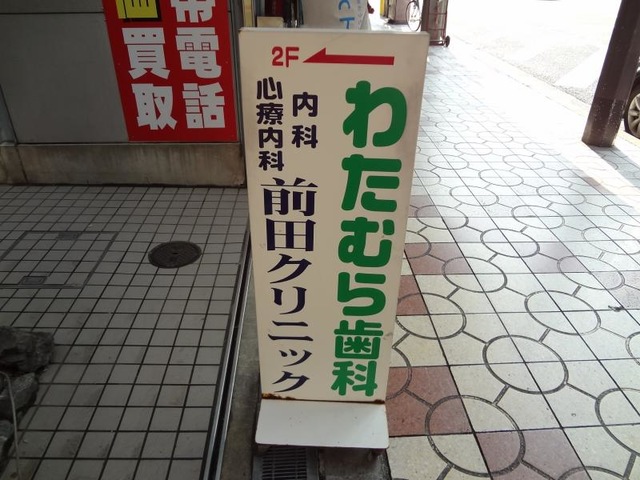 2F
わたむら歯科
内科
心療内科
前田クリニック
帯電話
買取